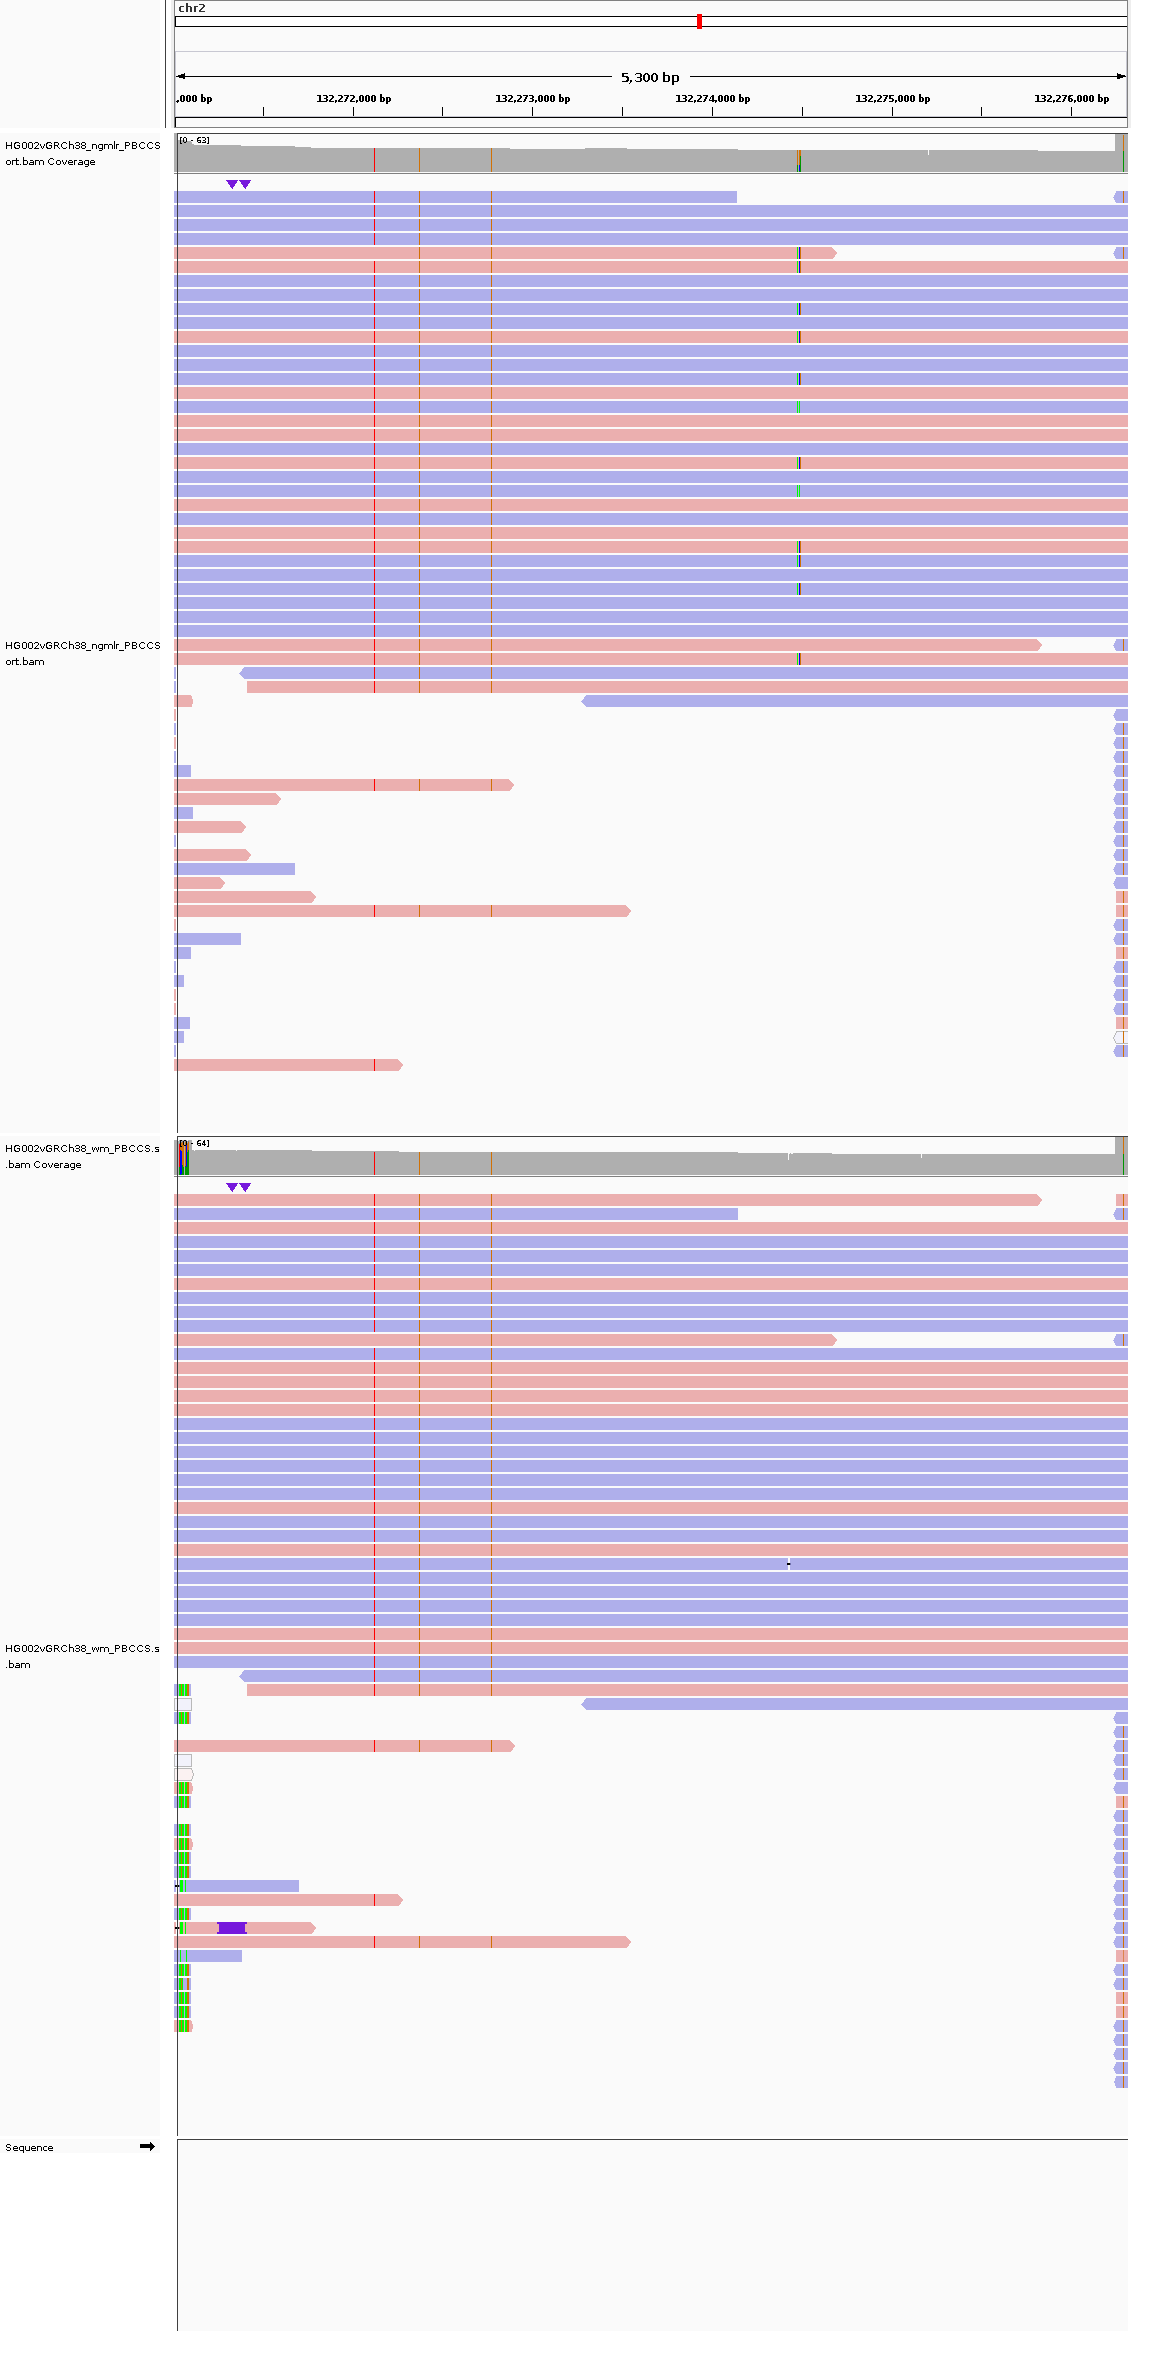 chr2
5,300 bp
,000 bp
132,272,000 bp
132,273,000 bp
132,274,000 bp
132,275,000 bp
132,276,000 bp
HG002vGRCh38_ngmlr_PBCCS
ort.bam Coverage
[0 - 63]
HG002vGRCh38_ngmlr_PBCCS
ort.bam
HG002vGRCh38_wm_PBCCS.s
.bam Coverage
[0 - 64]
HG002vGRCh38_wm_PBCCS.s
.bam
Sequence